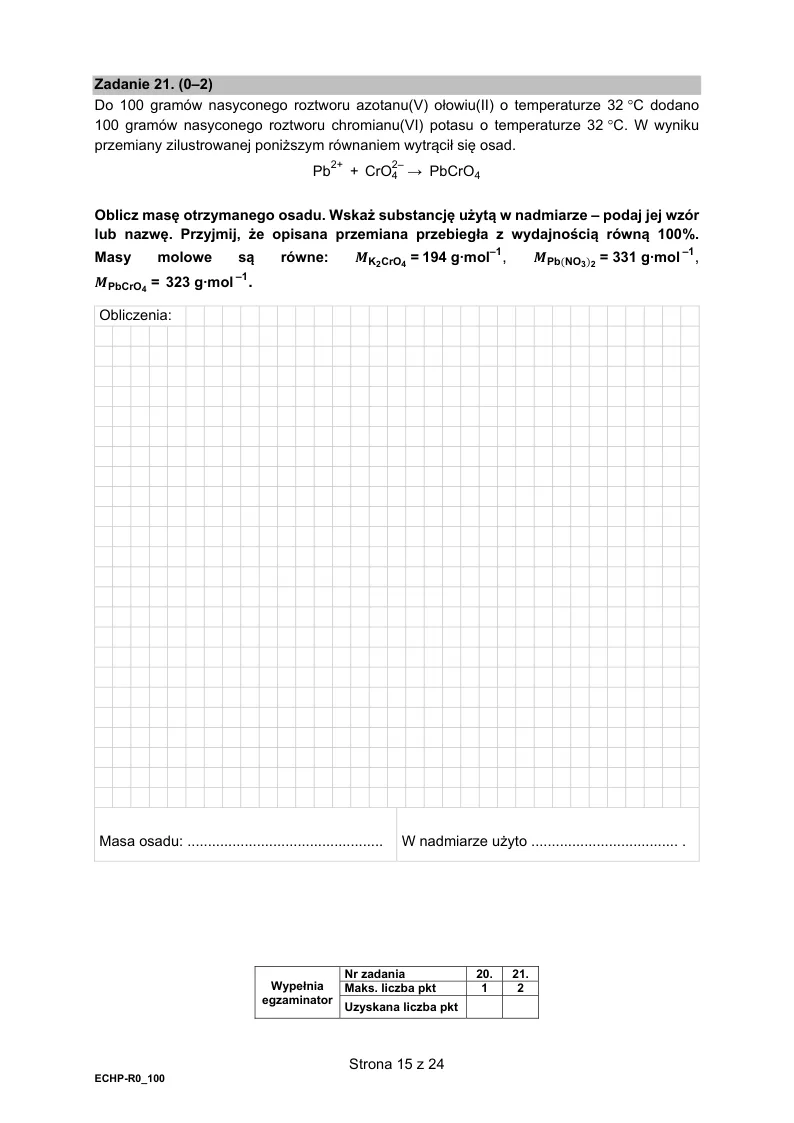 Zadanie 21. (0–2)
Do 100 gramów nasyconego roztworu azotanu(V) ołowiu(II) o temperaturze 32 °C dodano
100 gramów nasyconego roztworu chromianu(VI) potasu o temperaturze 32 °C. W wyniku
przemiany zilustrowanej poniższym równaniem wytrącił się osad.
Pb²⁺ + CrO₄²⁻ → PbCrO₄
Oblicz masę otrzymanego osadu. Wskaż substancję użytą w nadmiarze – podaj jej wzór
lub nazwę. Przyjmij, że opisana przemiana przebiegła z wydajnością równą 100%.
Masy molowe są równe: M K₂CrO₄ = 194 g·mol⁻¹, M Pb(NO₃)₂ = 331 g·mol⁻¹,
M PbCrO₄ = 323 g·mol⁻¹.
Obliczenia:
Masa osadu: ................................................ W nadmiarze użyto .................................... .
Wypełnia egzaminator
Nr zadania 20. 21.
Maks. liczba pkt 1 2
Uzyskana liczba pkt
Strona 15 z 24
ECHP-R0_100